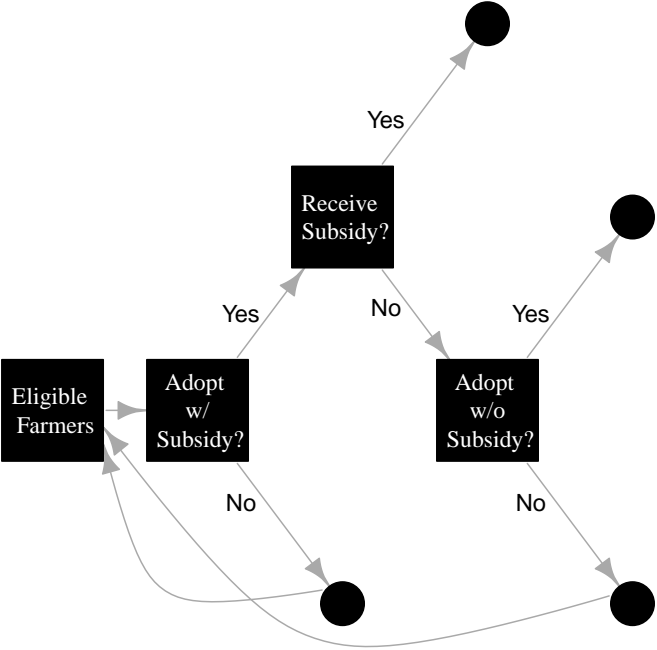 Yes
Receive
Subsidy?
Yes
No
Yes
Eligible
Farmers
Adopt
w/
Subsidy?
Adopt
w/o
Subsidy?
No
No